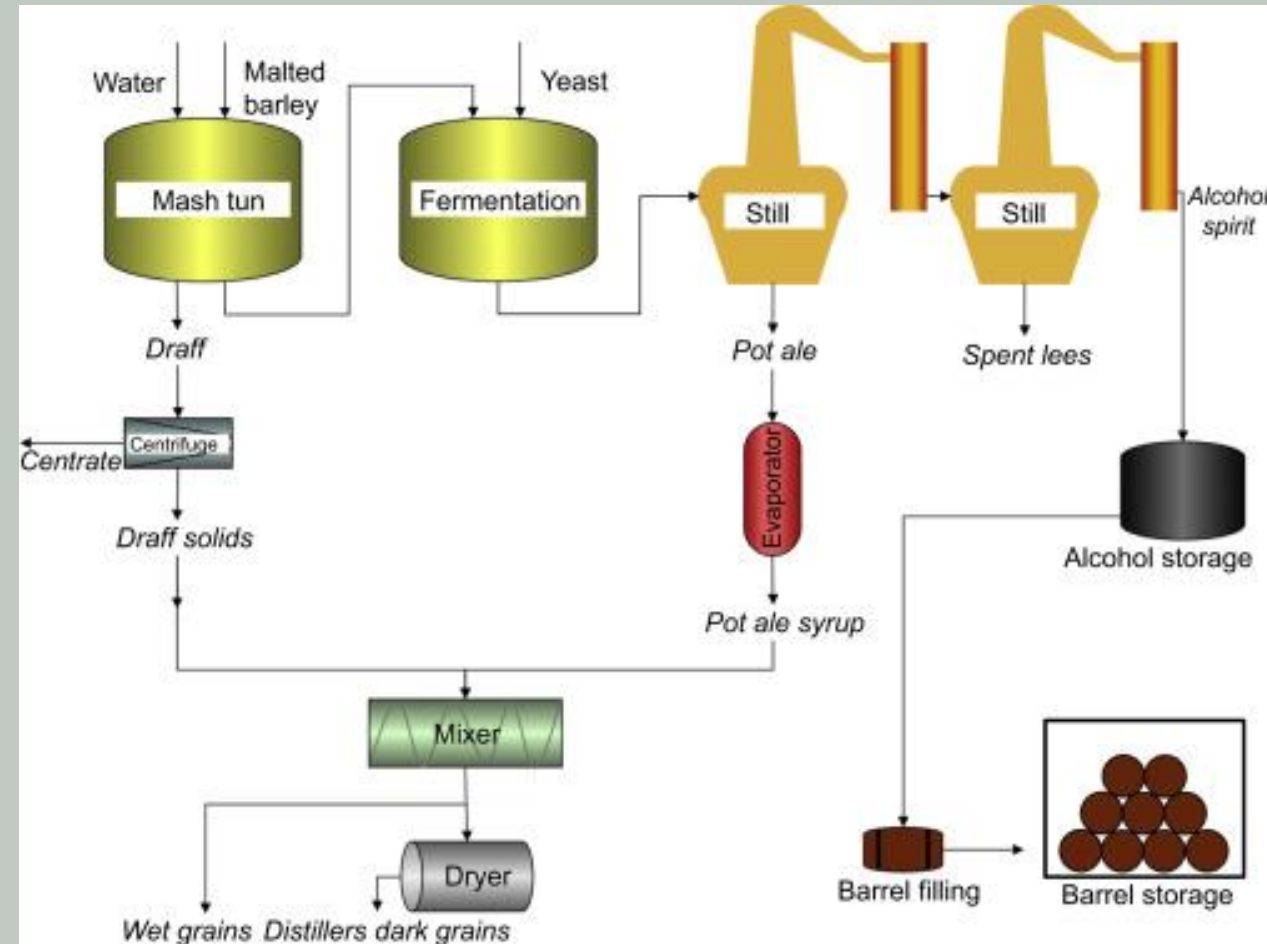 Water
Malted
barley
Yeast
Mash tun
Fermentation
Still
Still
Alcohol
spirit
Draff
Pot ale
Spent lees
Centrifuge
Centrate
Evaporator
Draff solids
Alcohol storage
Pot ale syrup
Mixer
Dryer
Barrel filling
Barrel storage
Wet grains
Distillers dark grains